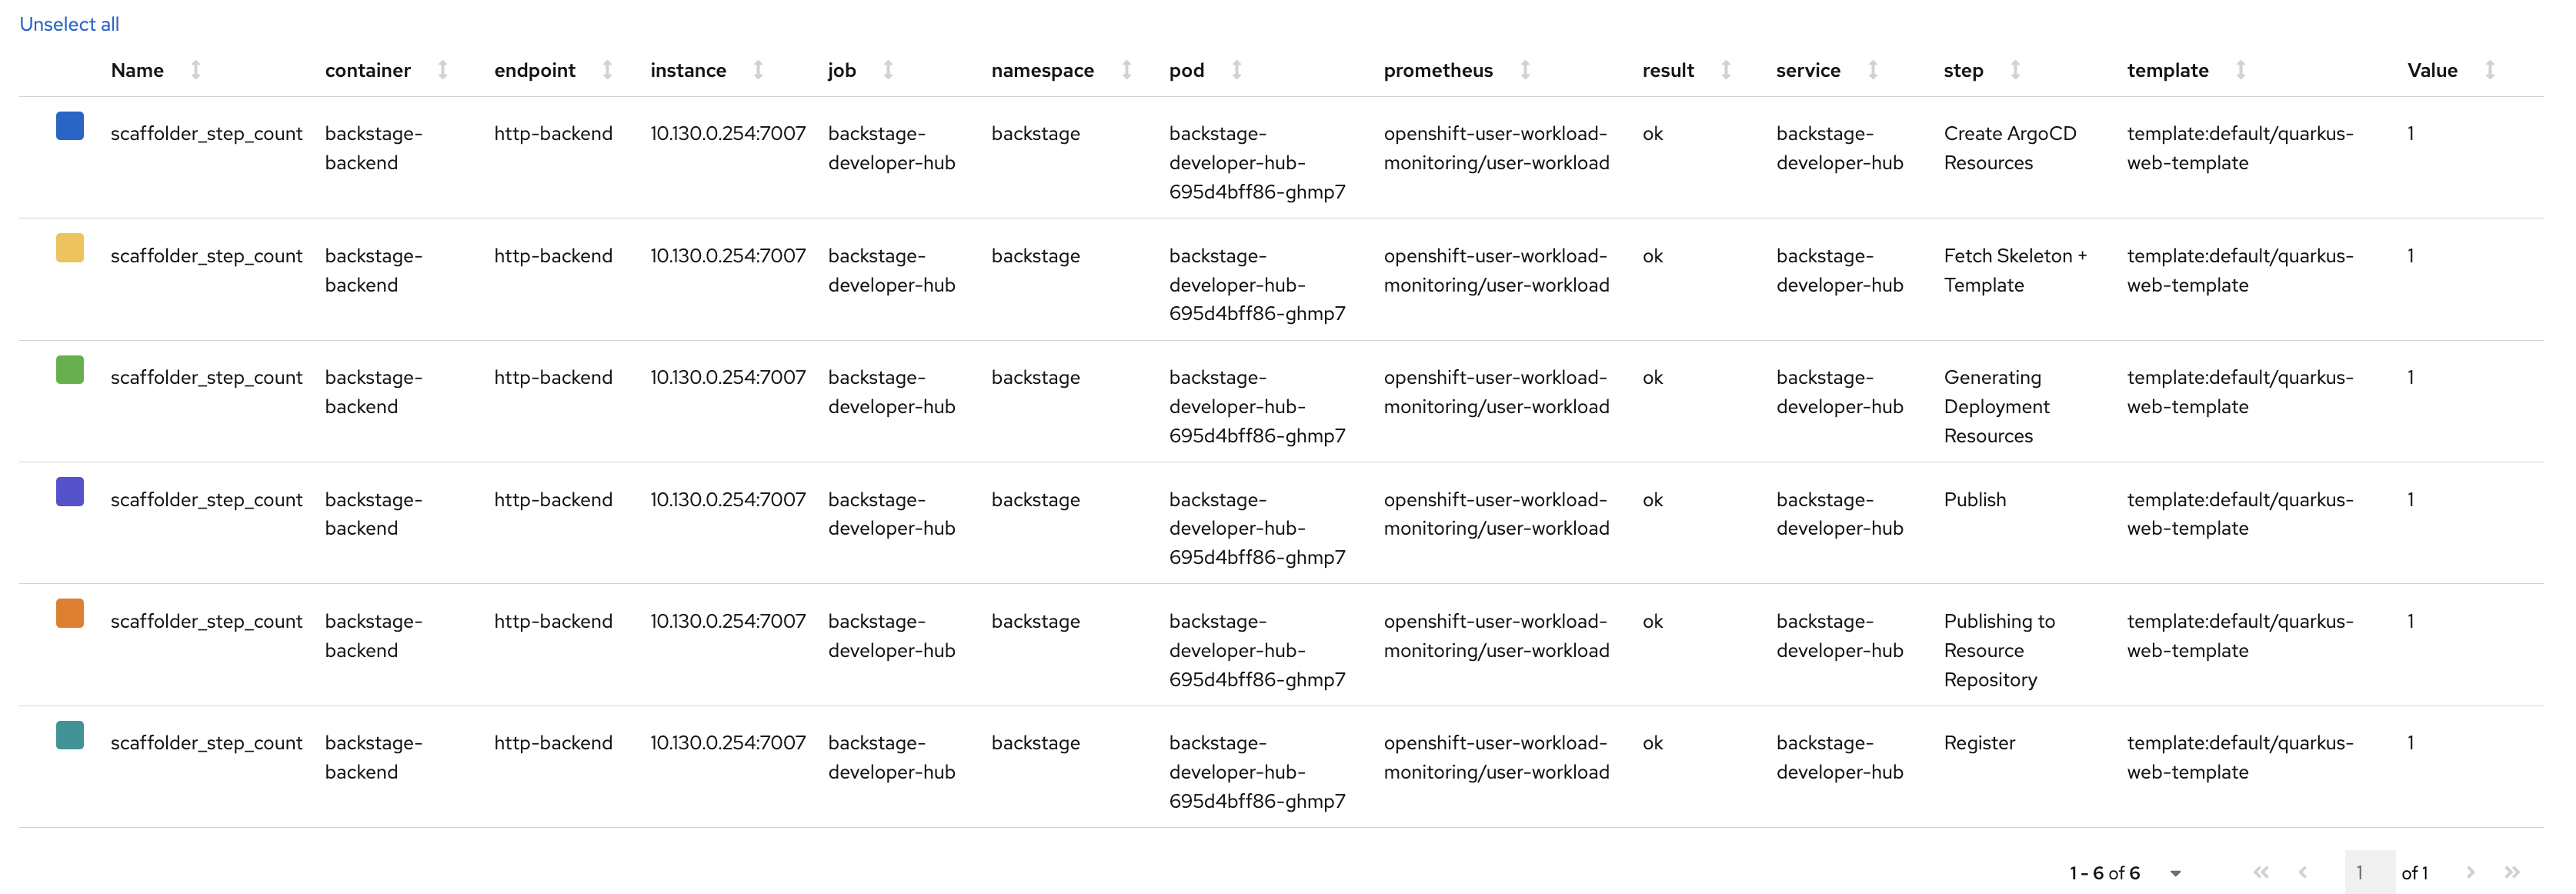 Unselect all
Name container endpoint instance job namespace pod prometheus result service step template Value
scaffolder_step_count backstage- http-backend 10.130.0.254:7007 backstage- backstage backstage- openshift-user-workload- ok backstage- Create ArgoCD template:default/quarkus- 1
backend developer-hub developer-hub- monitoring/user-workload developer-hub Resources web-template
695d4bff86-ghmp7
scaffolder_step_count backstage- http-backend 10.130.0.254:7007 backstage- backstage backstage- openshift-user-workload- ok backstage- Fetch Skeleton + template:default/quarkus- 1
backend developer-hub developer-hub- monitoring/user-workload developer-hub Template web-template
695d4bff86-ghmp7
scaffolder_step_count backstage- http-backend 10.130.0.254:7007 backstage- backstage backstage- openshift-user-workload- ok backstage- Generating template:default/quarkus- 1
backend developer-hub developer-hub- monitoring/user-workload developer-hub Deployment web-template
695d4bff86-ghmp7 Resources
scaffolder_step_count backstage- http-backend 10.130.0.254:7007 backstage- backstage backstage- openshift-user-workload- ok backstage- Publish template:default/quarkus- 1
backend developer-hub developer-hub- monitoring/user-workload developer-hub web-template
695d4bff86-ghmp7
scaffolder_step_count backstage- http-backend 10.130.0.254:7007 backstage- backstage backstage- openshift-user-workload- ok backstage- Publishing to template:default/quarkus- 1
backend developer-hub developer-hub- monitoring/user-workload developer-hub Resource web-template
695d4bff86-ghmp7 Repository
scaffolder_step_count backstage- http-backend 10.130.0.254:7007 backstage- backstage backstage- openshift-user-workload- ok backstage- Register template:default/quarkus- 1
backend developer-hub developer-hub- monitoring/user-workload developer-hub web-template
695d4bff86-ghmp7
1 - 6 of 6 1 of 1